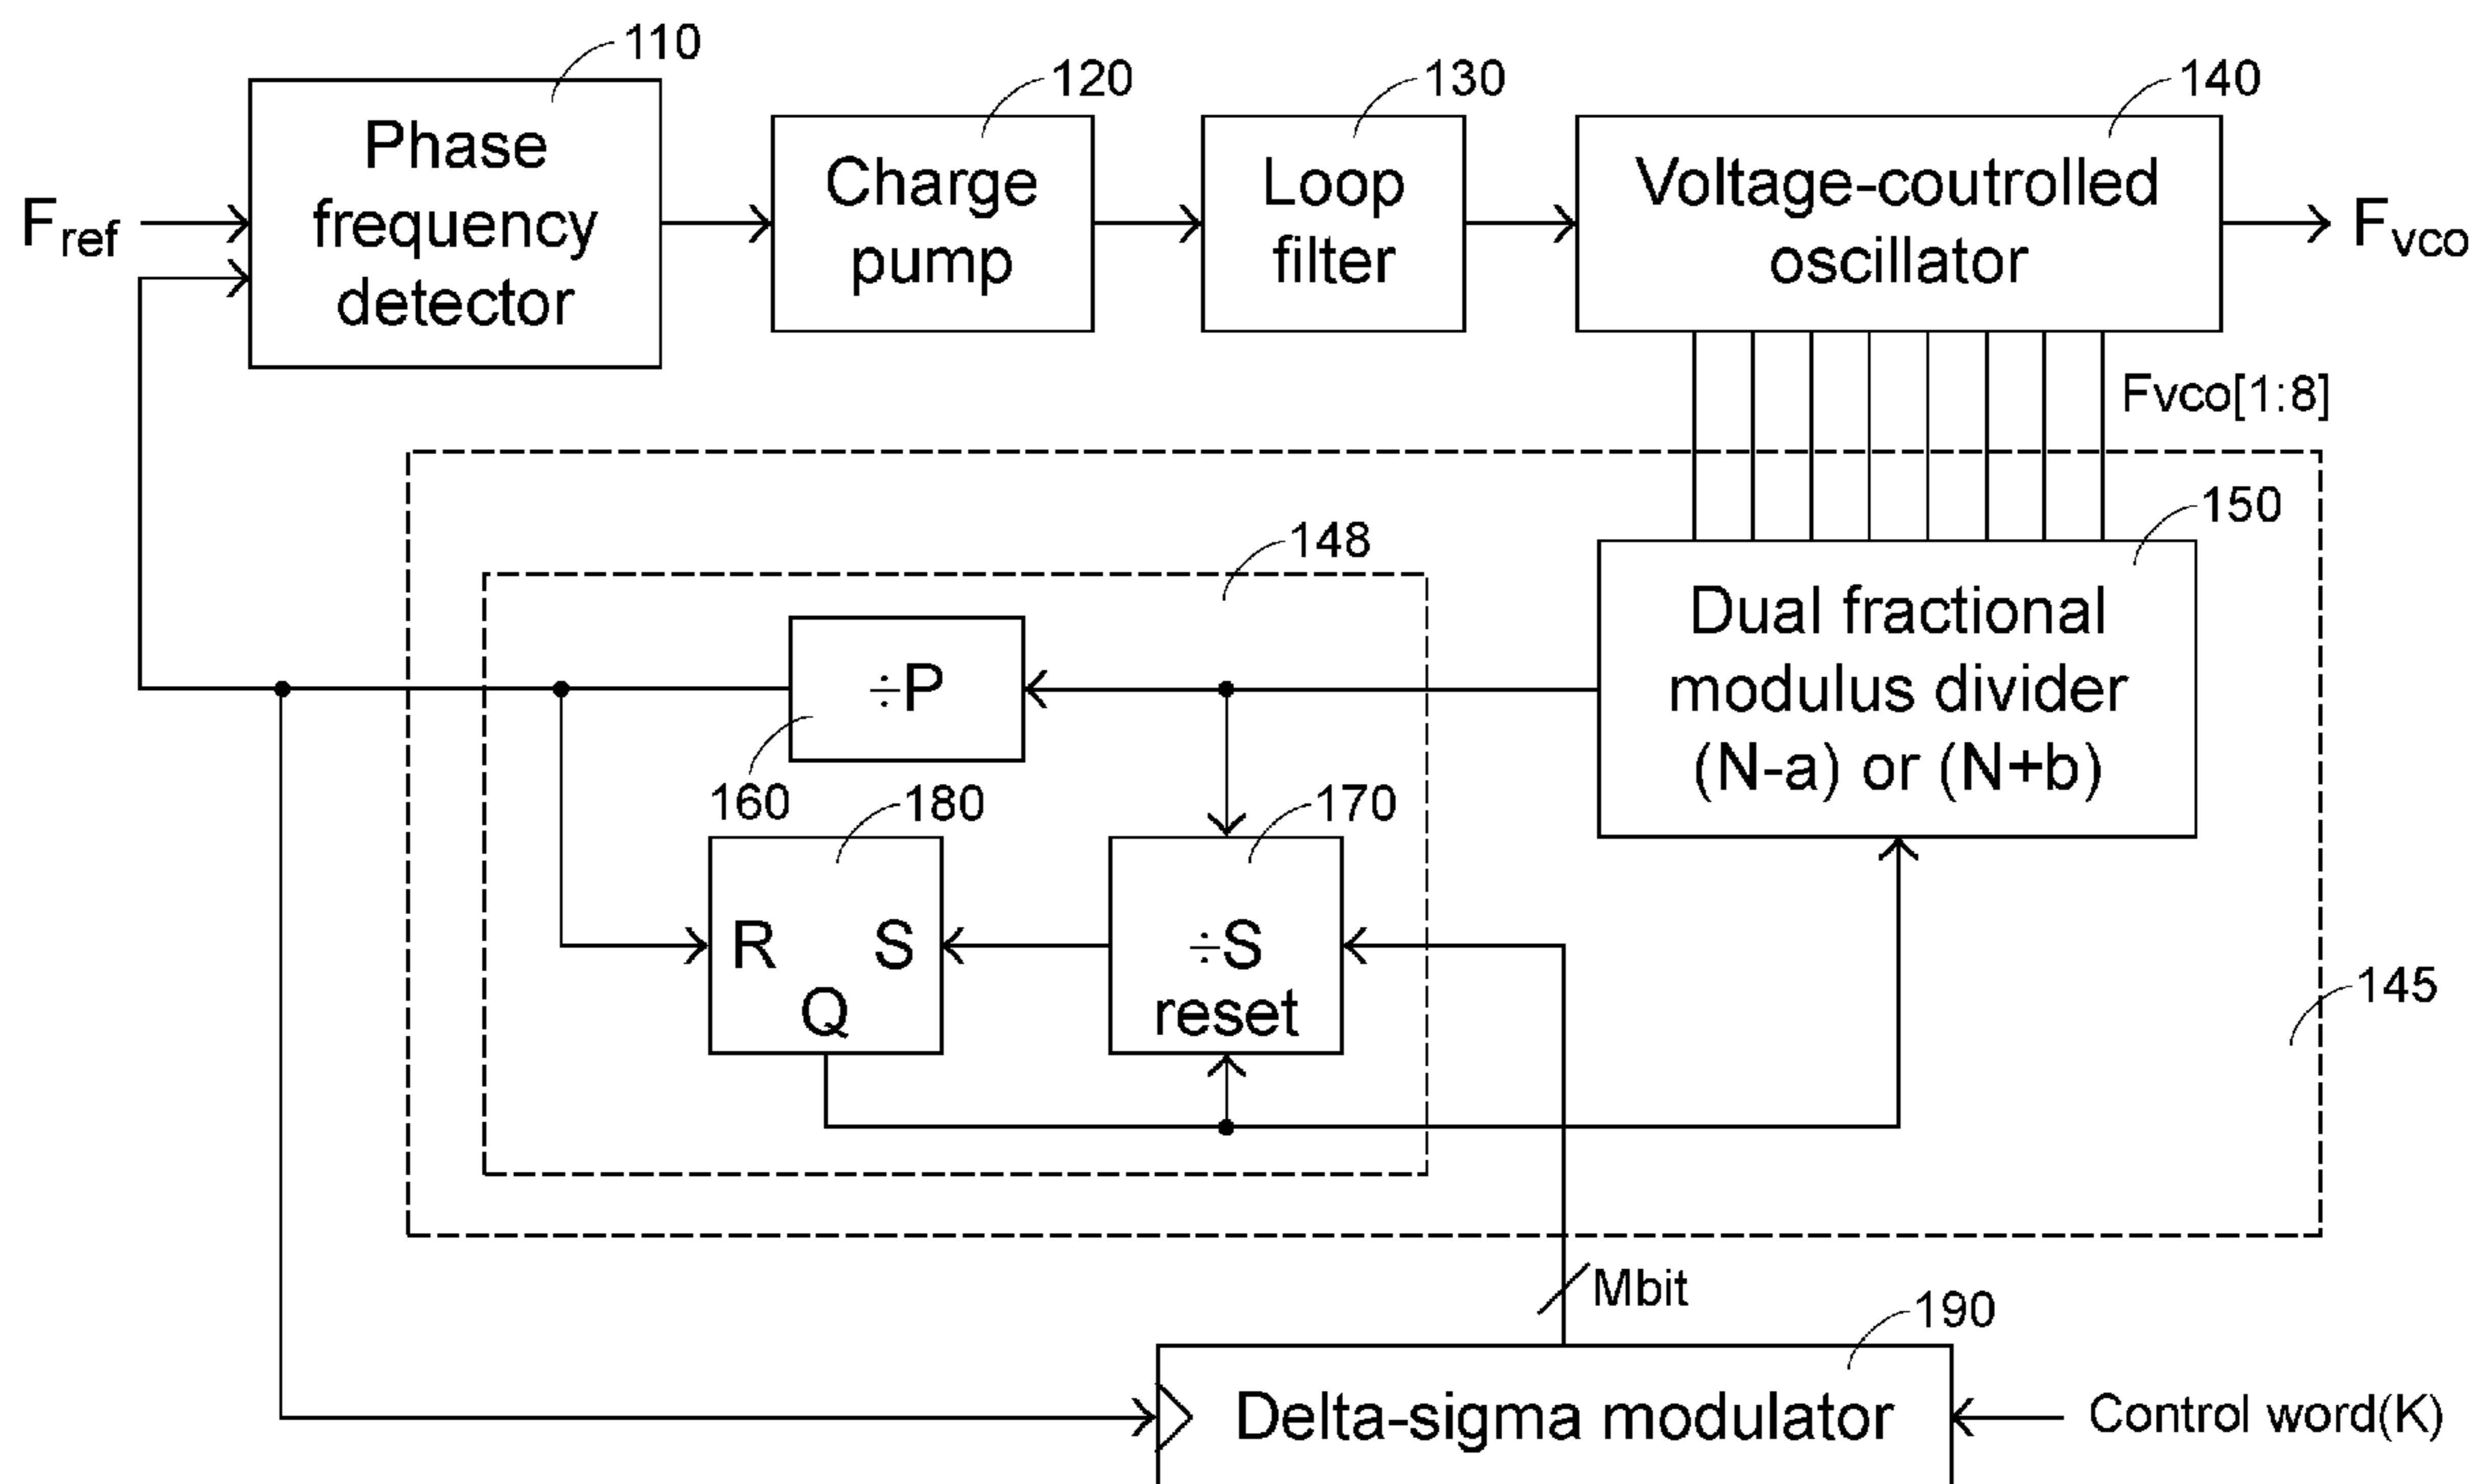 110
120
130
140
Phase
frequency
detector
Charge
pump
Loop
filter
Voltage-coutrolled
oscillator
Fref
Fvco
Fvco[1:8]
148
150
÷P
Dual fractional
modulus divider
(N-a) or (N+b)
160
180
170
R S
Q
÷S
reset
145
Mbit
190
Delta-sigma modulator
Control word(K)